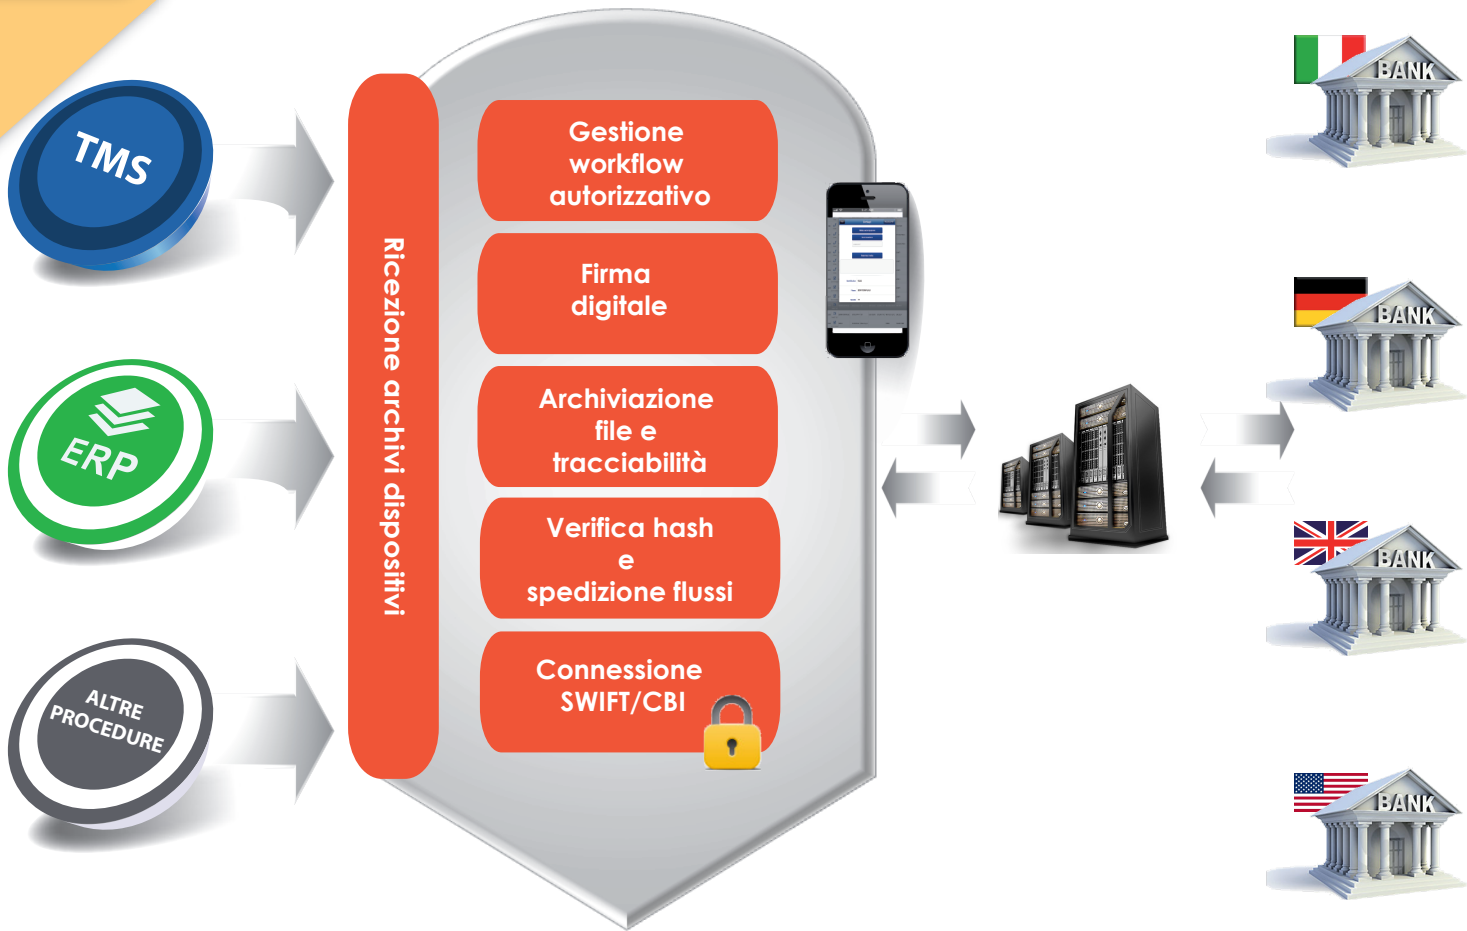 TMS
ERP
ALTRE
PROCEDURE
Ricezione archivi dispositivi
Gestione
workflow
autorizzativo
Firma
digitale
Archiviazione
file e
tracciabilità
Verifica hash
e
spedizione flussi
Connessione
SWIFT/CBI
BANK
BANK
BANK
BANK